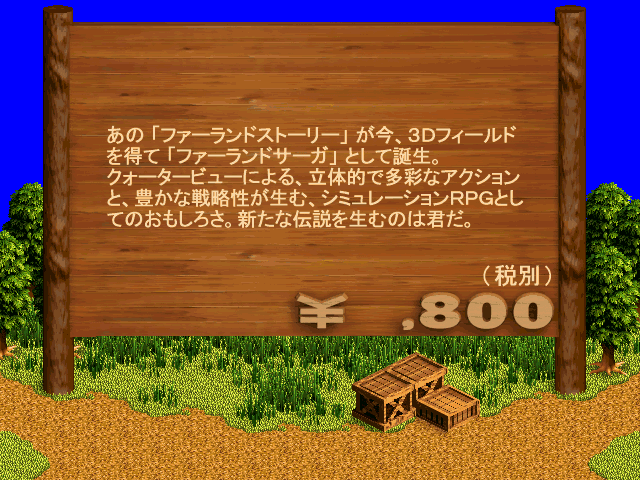 あの「ファーランドストーリー」が今、3Dフィールド
を得て「ファーランドサーガ」として誕生。
クォータービューによる、立体的で多彩なアクション
と、豊かな戦略性が生む、シミュレーションRPGとし
てのおもしろさ。新たな伝説を生むのは君だ。
（税別）
¥ ,800